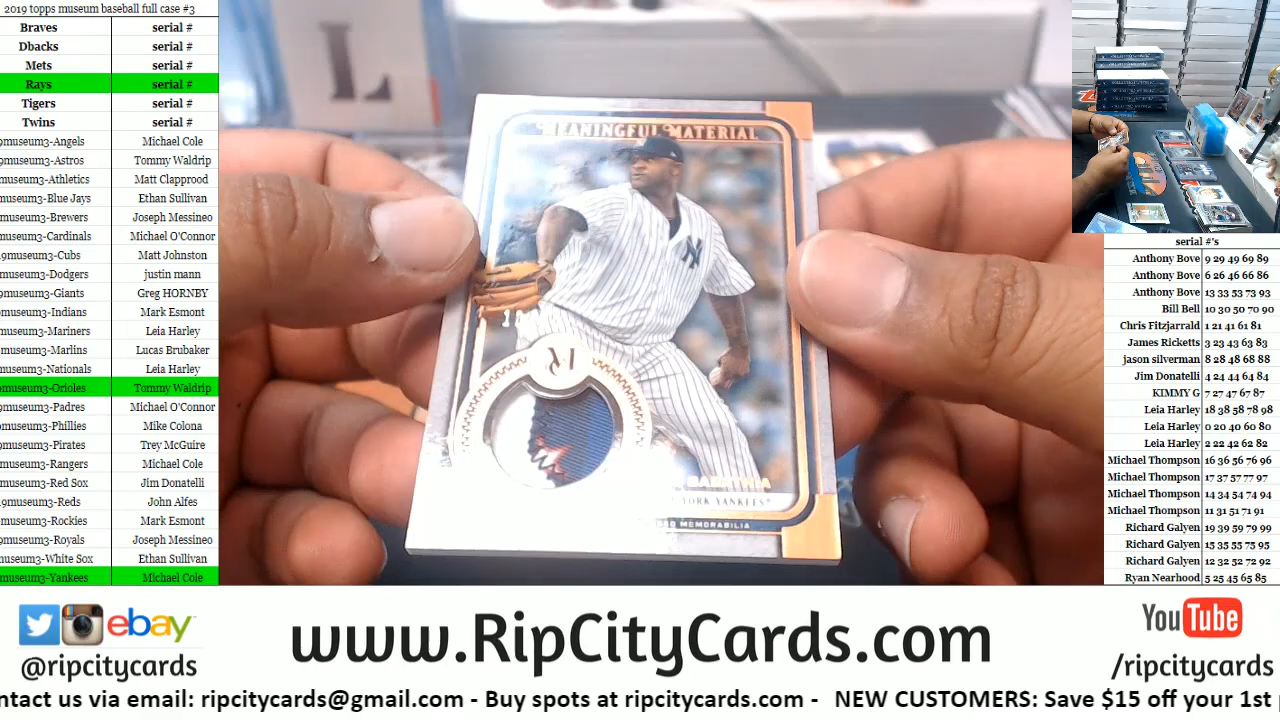 2019 topps museum baseball full case #3
Braves serial #
Dbacks serial #
Mets serial #
Rays serial #
Tigers serial #
Twins serial #
museum3-Angels Michael Cole
museum3-Astros Tommy Waldrip
museum3-Athletics Matt Clapprood
museum3-Blue Jays Ethan Sullivan
museum3-Brewers Joseph Messineo
museum3-Cardinals Michael O'Connor
museum3-Cubs Matt Johnston
museum3-Dodgers justin mann
museum3-Giants Greg HORNBY
museum3-Indians Mark Esmont
museum3-Mariners Leia Harley
museum3-Marlins Lucas Brubaker
museum3-Nationals Leia Harley
museum3-Orioles Tommy Waldrip
museum3-Padres Michael O'Connor
museum3-Phillies Mike Colona
museum3-Pirates Trey McGuire
museum3-Rangers Michael Cole
museum3-Red Sox Jim Donatelli
museum3-Reds John Alfes
museum3-Rockies Mark Esmont
museum3-Royals Joseph Messineo
museum3-White Sox Ethan Sullivan
museum3-Yankees Michael Cole
L
MEANINGFUL MATERIAL
NY
M
YORK YANKEES
MEMORABILIA
serial #'s
Anthony Bove 9 29 49 69 89
Anthony Bove 6 26 46 66 86
Anthony Bove 13 33 53 73 93
Bill Bell 10 30 50 70 90
Chris Fitzjarrald 1 21 41 61 81
James Ricketts 3 23 43 63 83
jason silverman 8 28 48 68 88
Jim Donatelli 4 24 44 64 84
KIMMY G 7 27 47 67 87
Leia Harley 18 38 58 78 98
Leia Harley 0 20 40 60 80
Leia Harley 2 22 42 62 82
Michael Thompson 16 36 56 76 96
Michael Thompson 17 37 57 77 97
Michael Thompson 14 34 54 74 94
Michael Thompson 11 31 51 71 91
Richard Galyen 19 39 59 79 99
Richard Galyen 15 35 55 75 95
Richard Galyen 12 32 52 72 92
Ryan Nearhood 5 25 45 65 85
ebay
@ripcitycards
www.RipCityCards.com
YouTube
/ripcitycards
ntact us via email: ripcitycards@gmail.com - Buy spots at ripcitycards.com - NEW CUSTOMERS: Save $15 off your 1st